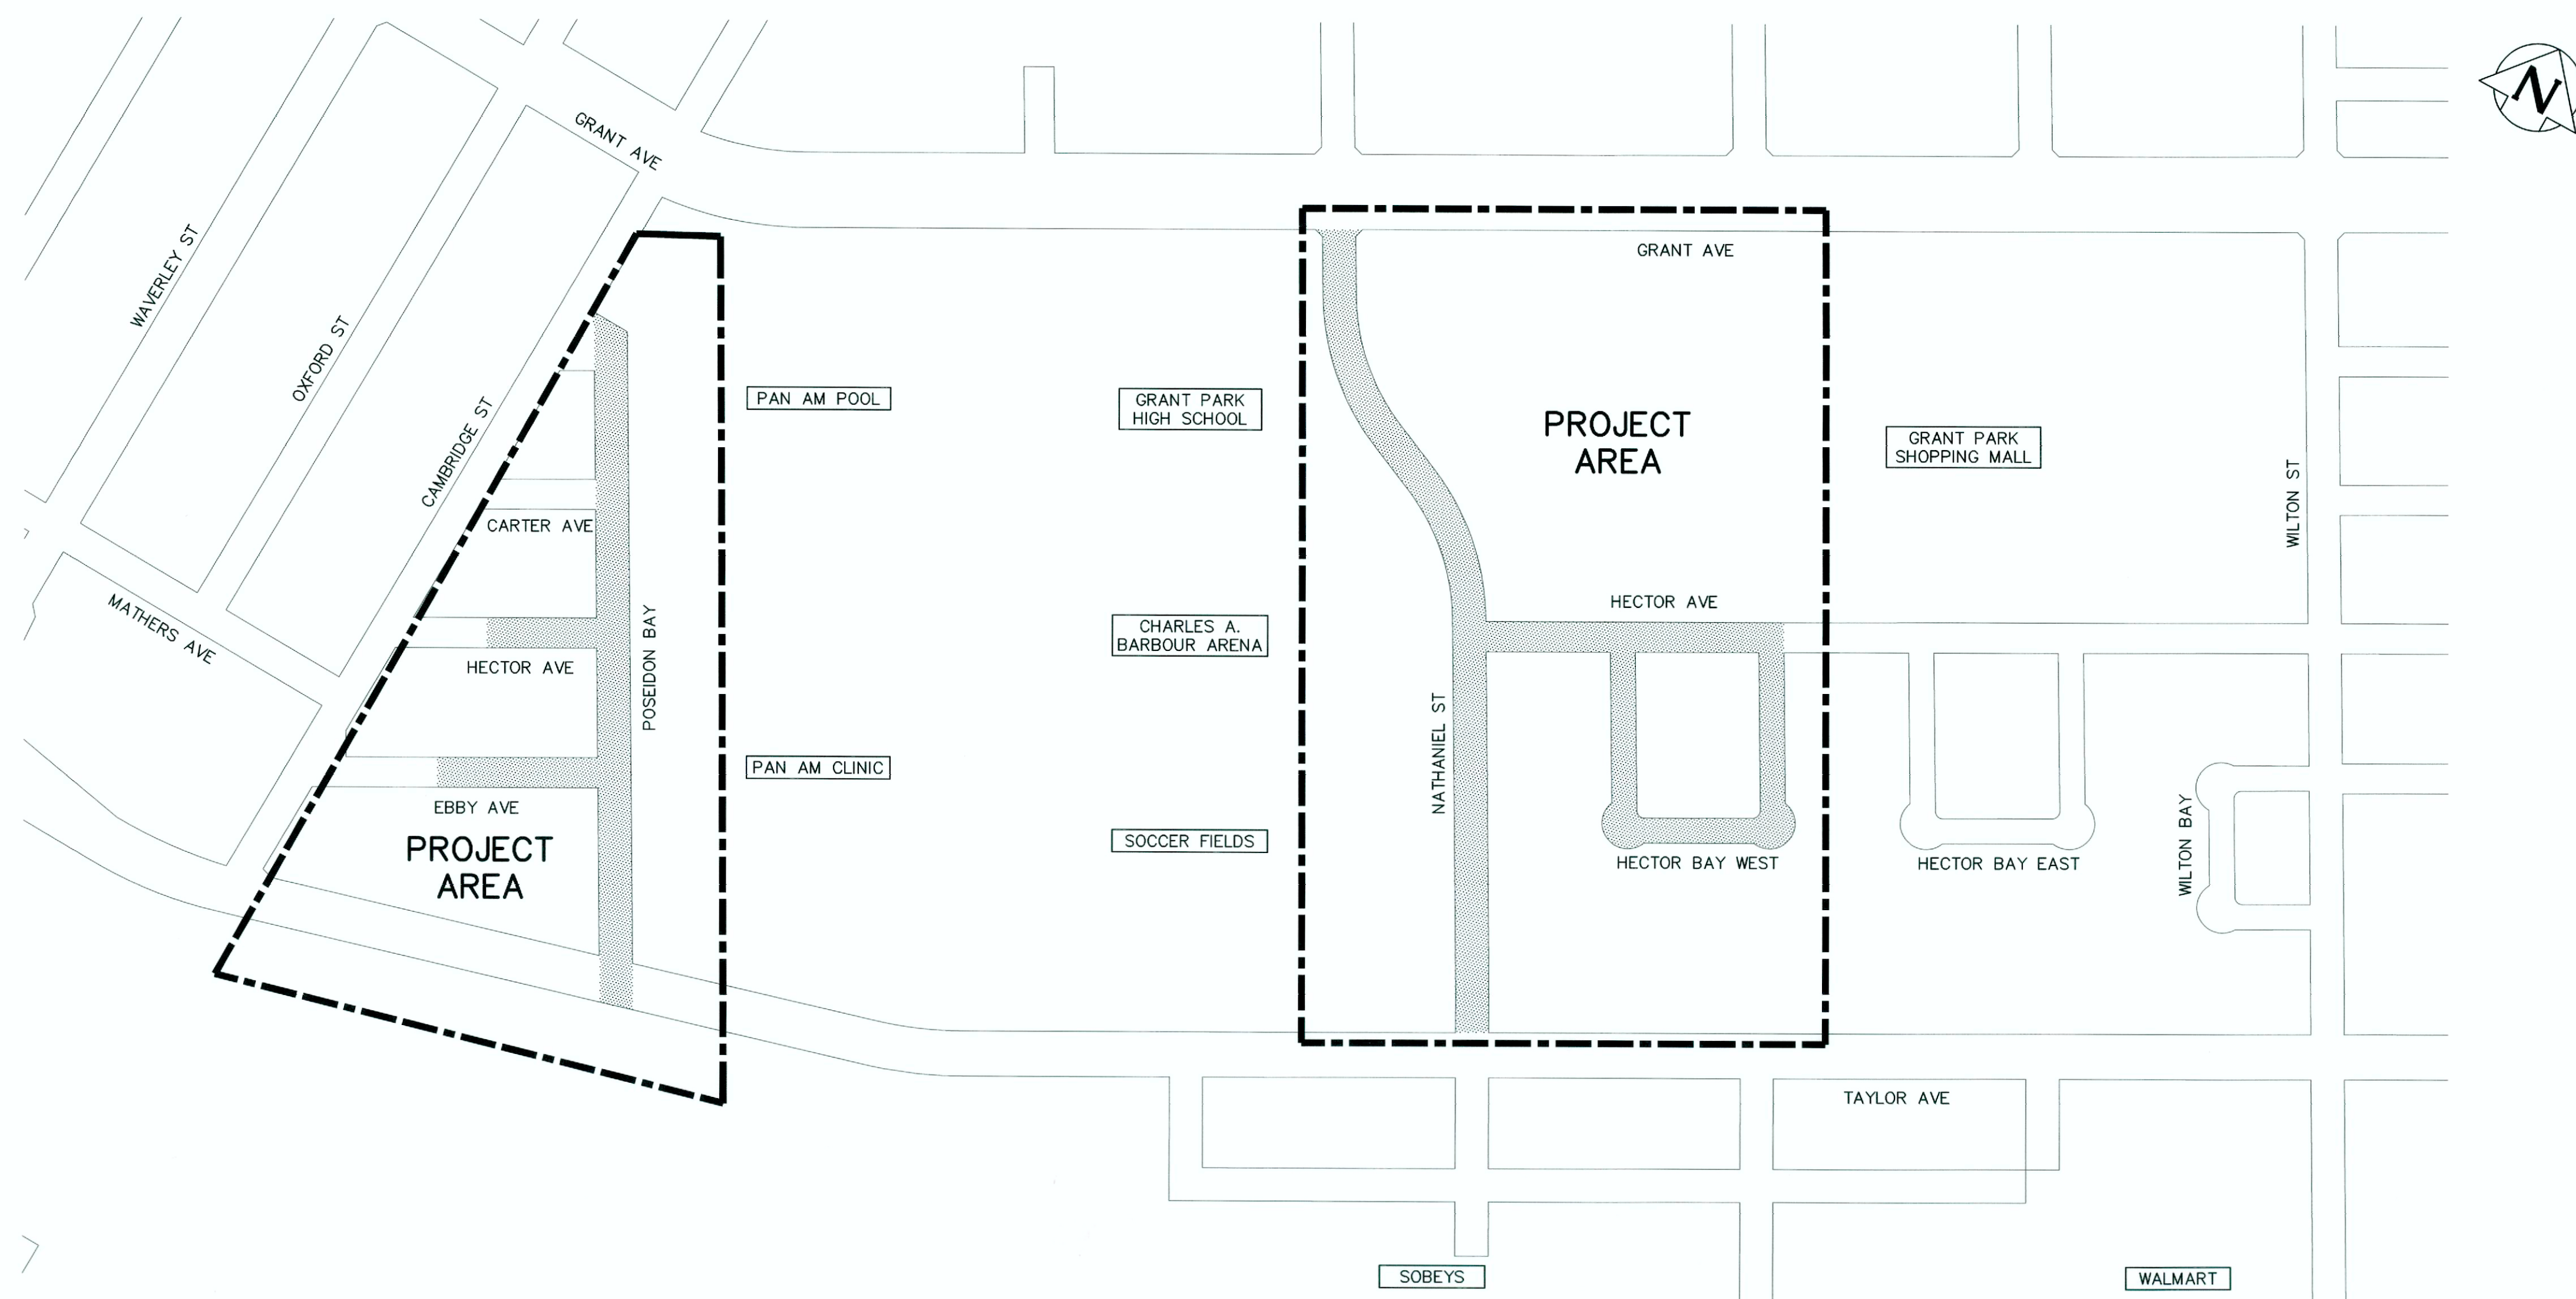 N
GRANT AVE
WAVERLEY ST
OXFORD ST
CAMBRIDGE ST
MATHERS AVE
CARTER AVE
HECTOR AVE
EBBY AVE
PROJECT
AREA
POSEIDON BAY
PAN AM POOL
PAN AM CLINIC
GRANT PARK
HIGH SCHOOL
CHARLES A.
BARBOUR ARENA
SOCCER FIELDS
GRANT AVE
PROJECT
AREA
HECTOR AVE
NATHANIEL ST
HECTOR BAY WEST
GRANT PARK
SHOPPING MALL
WILTON ST
HECTOR BAY EAST
WILTON BAY
TAYLOR AVE
SOBEYS
WALMART